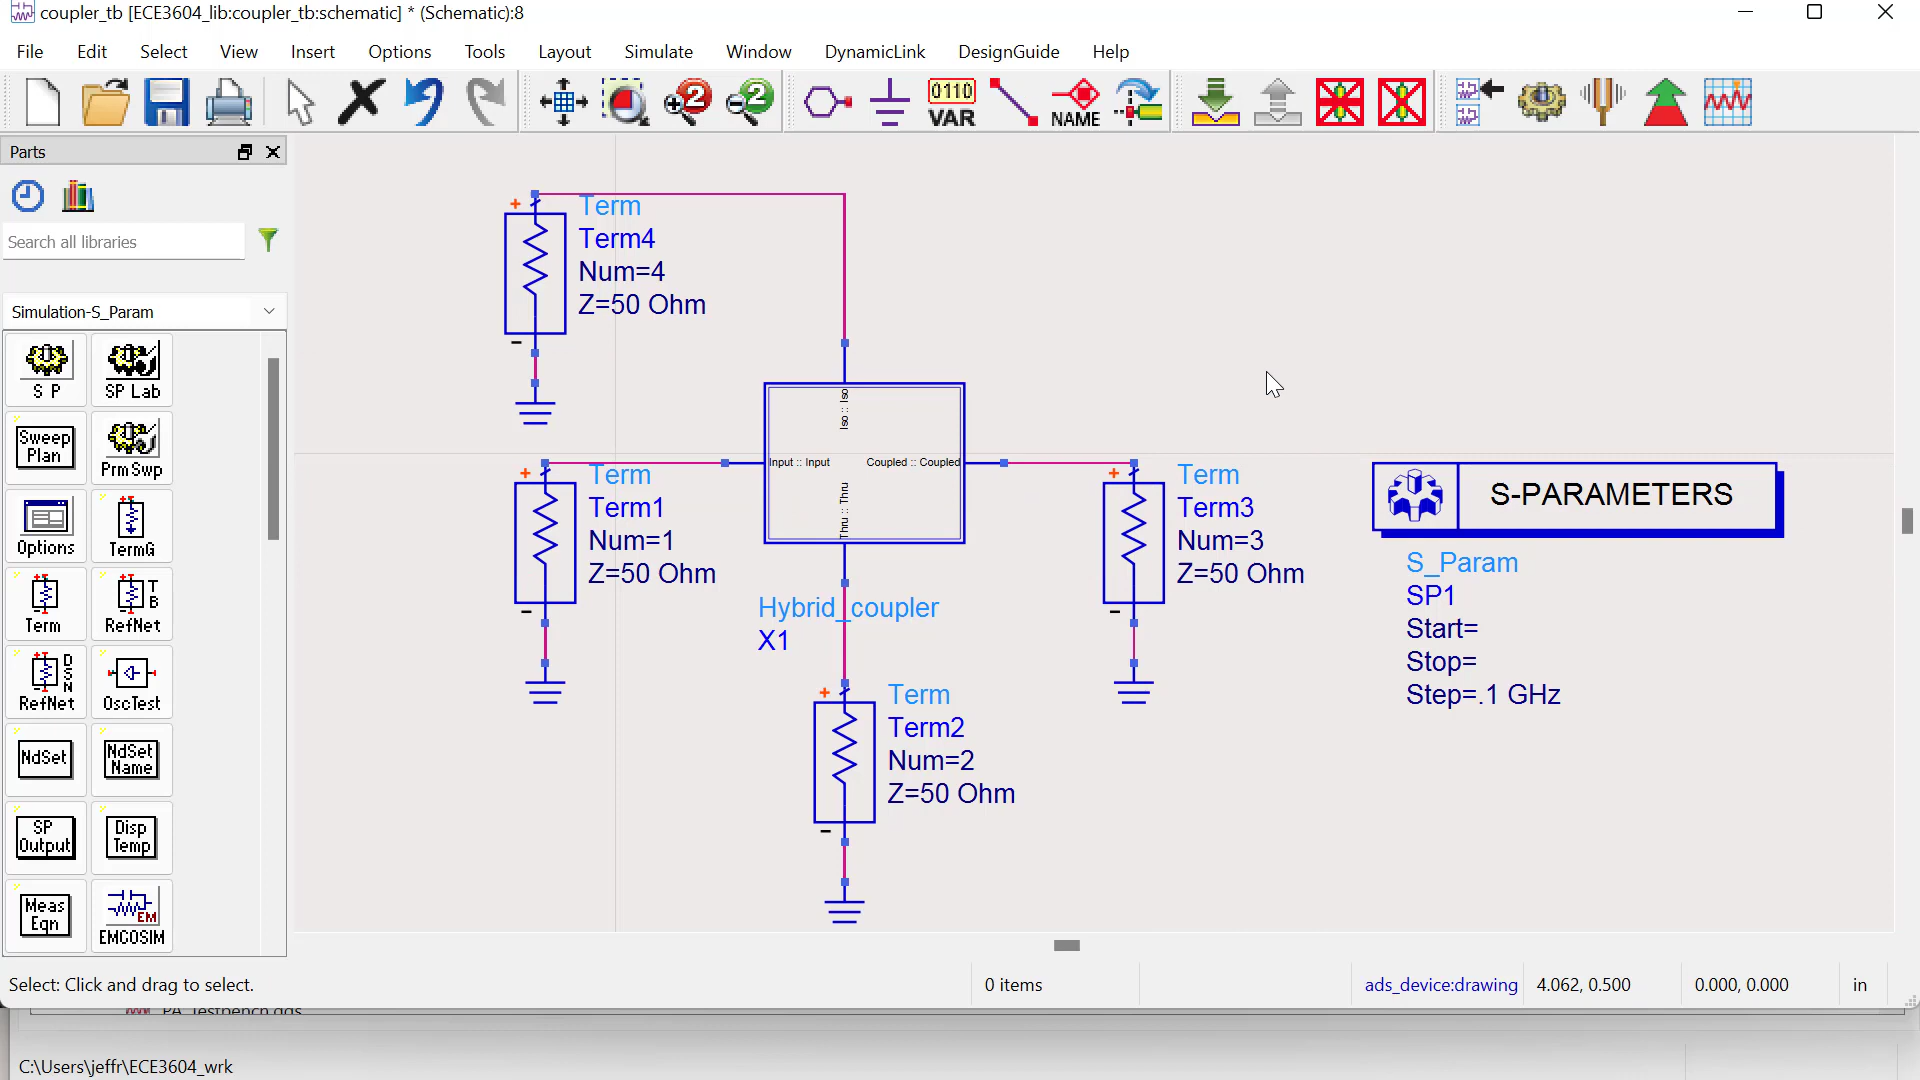 coupler_tb [ECE3604_lib:coupler_tb:schematic] * (Schematic):8
File Edit Select View Insert Options Tools Layout Simulate Window DynamicLink DesignGuide Help
2 2 0110 VAR NAME
Parts
Search all libraries
Simulation-S_Param
S P
SP Lab
Sweep Plan
Prm Swp
Options
TermG
Term
T B RefNet
D S N RefNet
OscTest
NdSet
NdSet Name
SP Output
Disp Temp
Meas Eqn
EM EMCOSIM
+
Term
Term4
Num=4
Z=50 Ohm
-
Iso :: Iso
Input :: Input
Coupled :: Coupled
Thru :: Thru
+
Term
Term1
Num=1
Z=50 Ohm
-
Hybrid_coupler
X1
+
Term
Term2
Num=2
Z=50 Ohm
-
+
Term
Term3
Num=3
Z=50 Ohm
-
S-PARAMETERS
S_Param
SP1
Start=
Stop=
Step=.1 GHz
Select: Click and drag to select.
0 items
ads_device:drawing
4.062, 0.500
0.000, 0.000
in
PA_Testbench.dds
C:\Users\jeffr\ECE3604_wrk